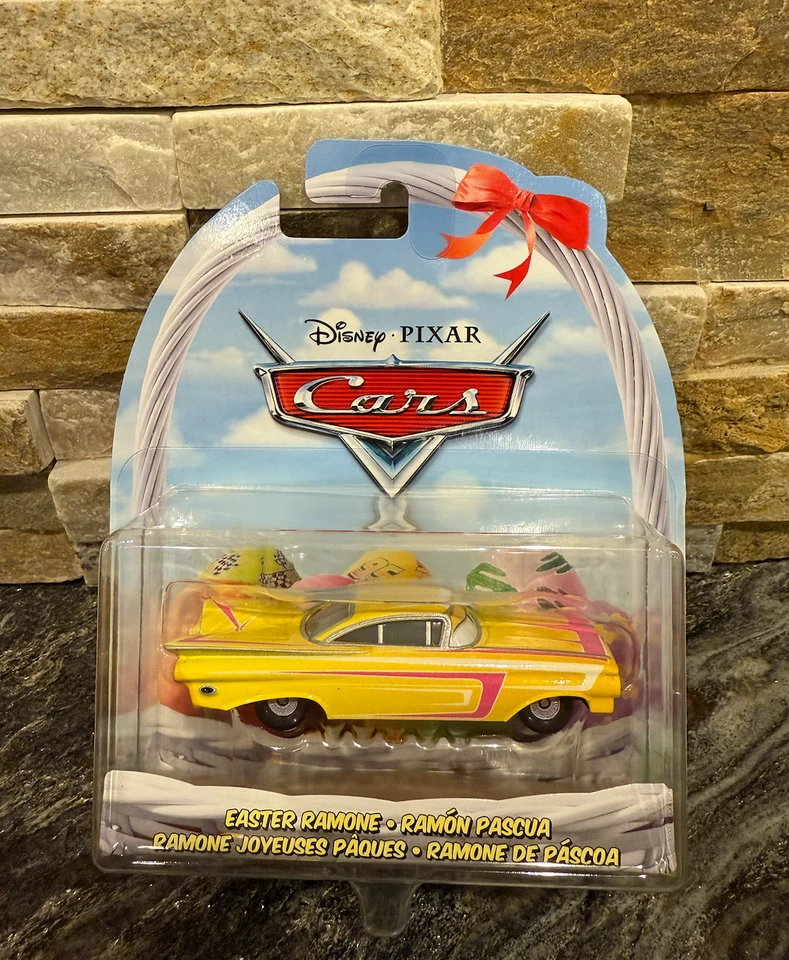 Disney · PIXAR
Cars
EASTER RAMONE • RAMÓN PASCUA
RAMONE JOYEUSES PÂQUES • RAMONE DE PÁSCOA